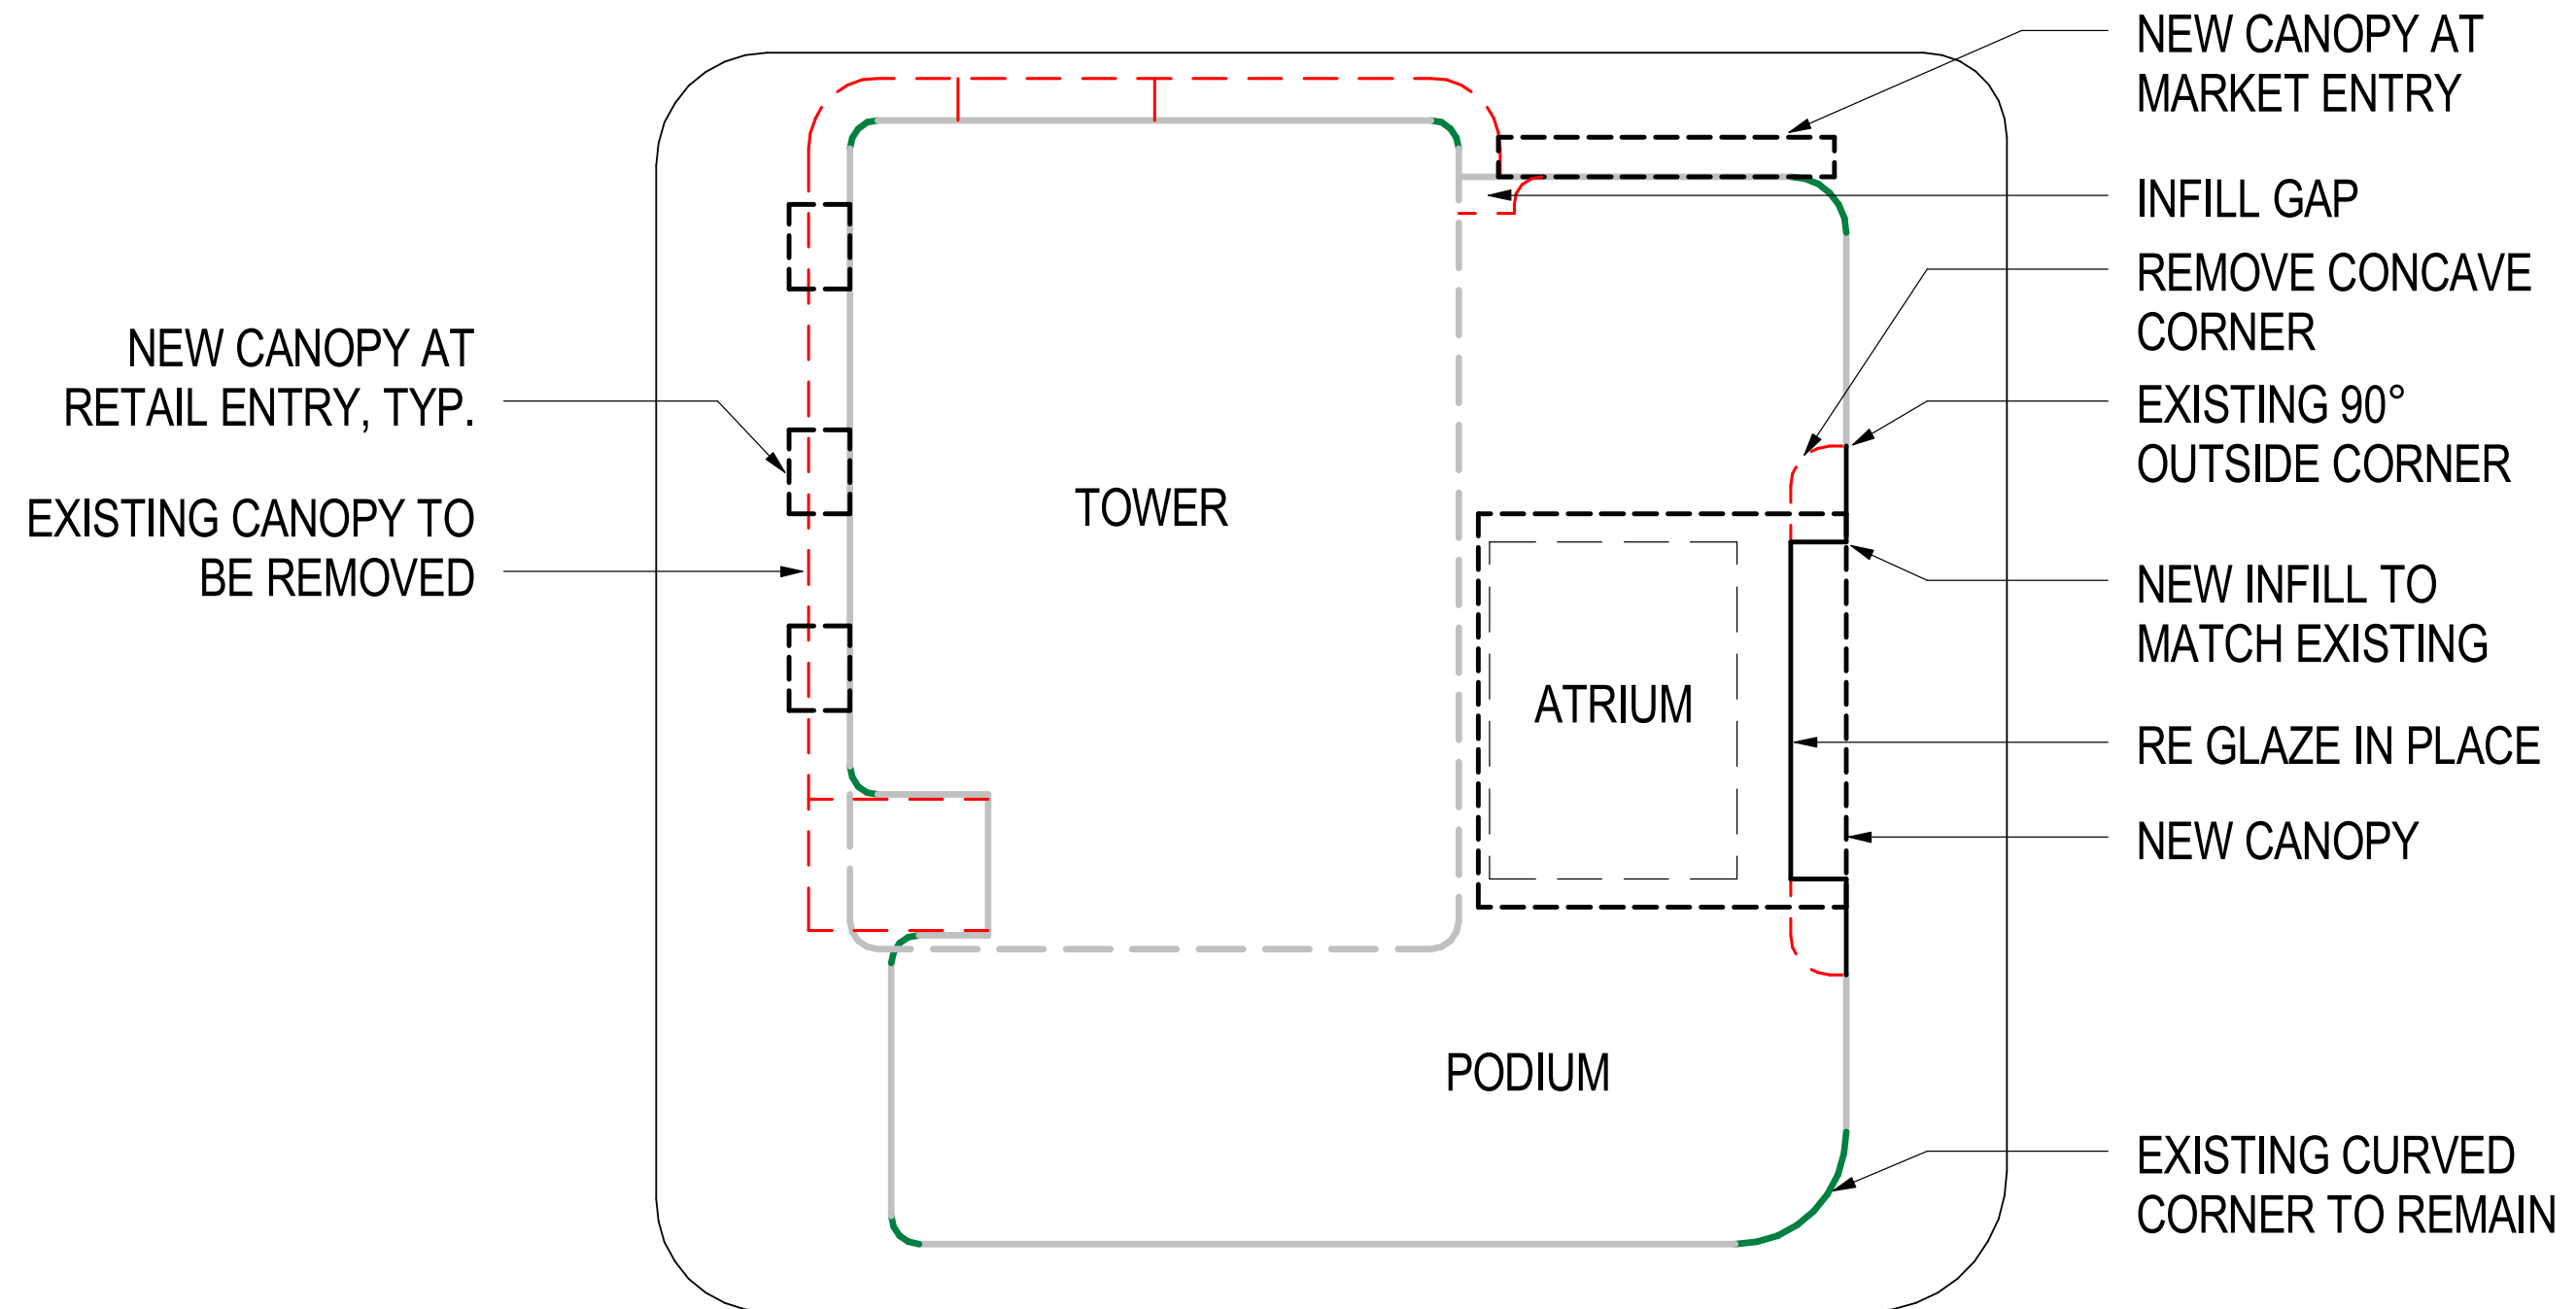 NEW CANOPY AT
RETAIL ENTRY, TYP.
EXISTING CANOPY TO
BE REMOVED
TOWER
ATRIUM
PODIUM
NEW CANOPY AT
MARKET ENTRY
INFILL GAP
REMOVE CONCAVE
CORNER
EXISTING 90°
OUTSIDE CORNER
NEW INFILL TO
MATCH EXISTING
RE GLAZE IN PLACE
NEW CANOPY
EXISTING CURVED
CORNER TO REMAIN